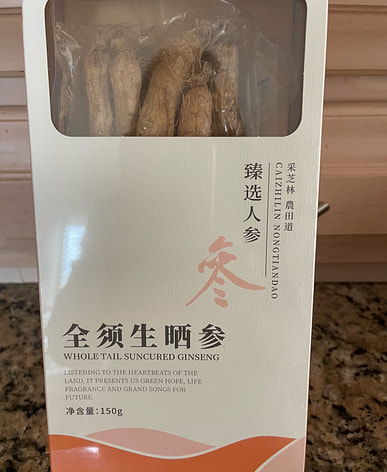 采芝林 農田道
CAIZHILIN NONGTIANDAO
臻选人参
参
全须生晒参
WHOLE TAIL SUNCURED GINSENG
LISTENING TO THE HEARTBEATS OF THE
LAND, IT PRESENTS US GREEN HOPE, LIFE
FRAGRANCE AND GRAND SONGS FOR
FUTURE.
净含量:150g